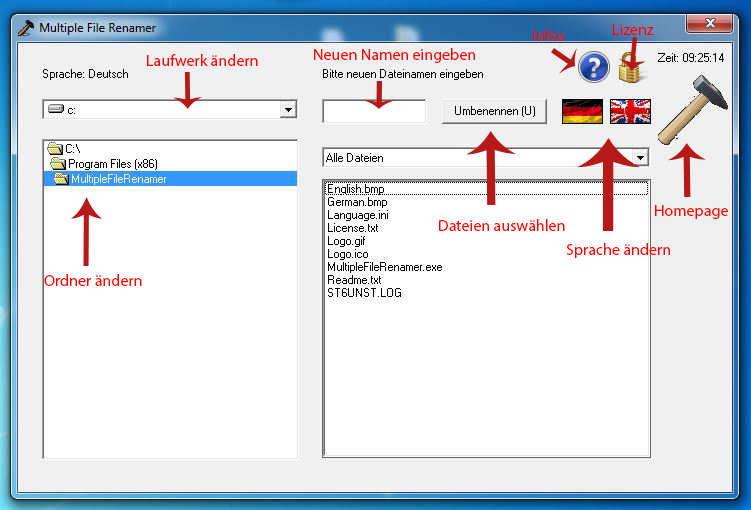 Multiple File Renamer
Infos
Lizenz
Laufwerk ändern
Neuen Namen eingeben
Zeit: 09:25:14
Sprache: Deutsch
Bitte neuen Dateinamen eingeben
c:
Umbenennen (U)
C:\
Program Files (x86)
MultipleFileRenamer
Alle Dateien
English.bmp
German.bmp
Language.ini
License.txt
Logo.gif
Logo.ico
MultipleFileRenamer.exe
Readme.txt
ST6UNST.LOG
Homepage
Dateien auswählen
Sprache ändern
Ordner ändern